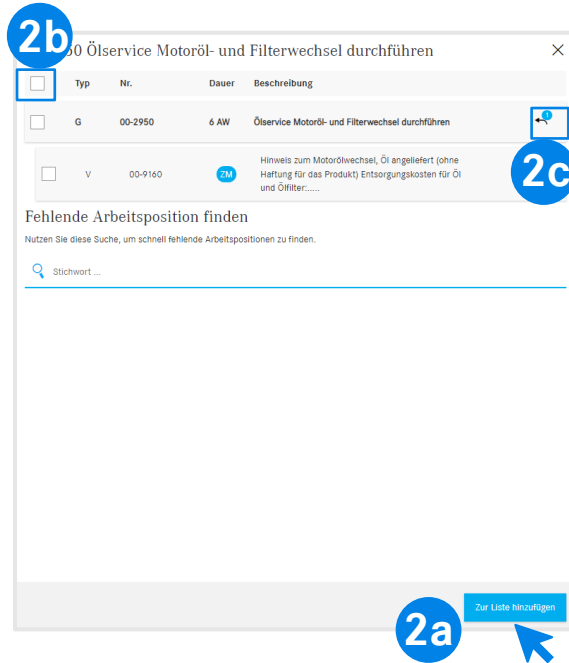 2b
50 Ölservice Motoröl- und Filterwechsel durchführen
Typ Nr. Dauer Beschreibung
G 00-2950 6 AW Ölservice Motoröl- und Filterwechsel durchführen 1
2c
V 00-9160 ZM Hinweis zum Motorölwechsel, Öl angeliefert (ohne
Haftung für das Produkt) Entsorgungskosten für Öl
und Ölfilter:.....
Fehlende Arbeitsposition finden
Nutzen Sie diese Suche, um schnell fehlende Arbeitspositionen zu finden.
Stichwort ...
Zur Liste hinzufügen
2a